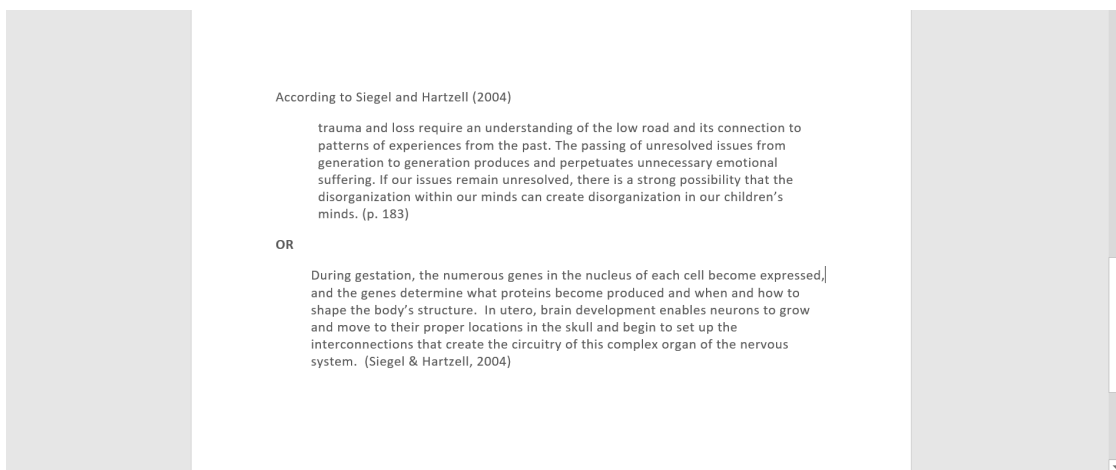 According to Siegel and Hartzell (2004)
trauma and loss require an understanding of the low road and its connection to
patterns of experiences from the past. The passing of unresolved issues from
generation to generation produces and perpetuates unnecessary emotional
suffering. If our issues remain unresolved, there is a strong possibility that the
disorganization within our minds can create disorganization in our children’s
minds. (p. 183)
OR
During gestation, the numerous genes in the nucleus of each cell become expressed,
and the genes determine what proteins become produced and when and how to
shape the body’s structure.  In utero, brain development enables neurons to grow
and move to their proper locations in the skull and begin to set up the
interconnections that create the circuitry of this complex organ of the nervous
system.  (Siegel & Hartzell, 2004)